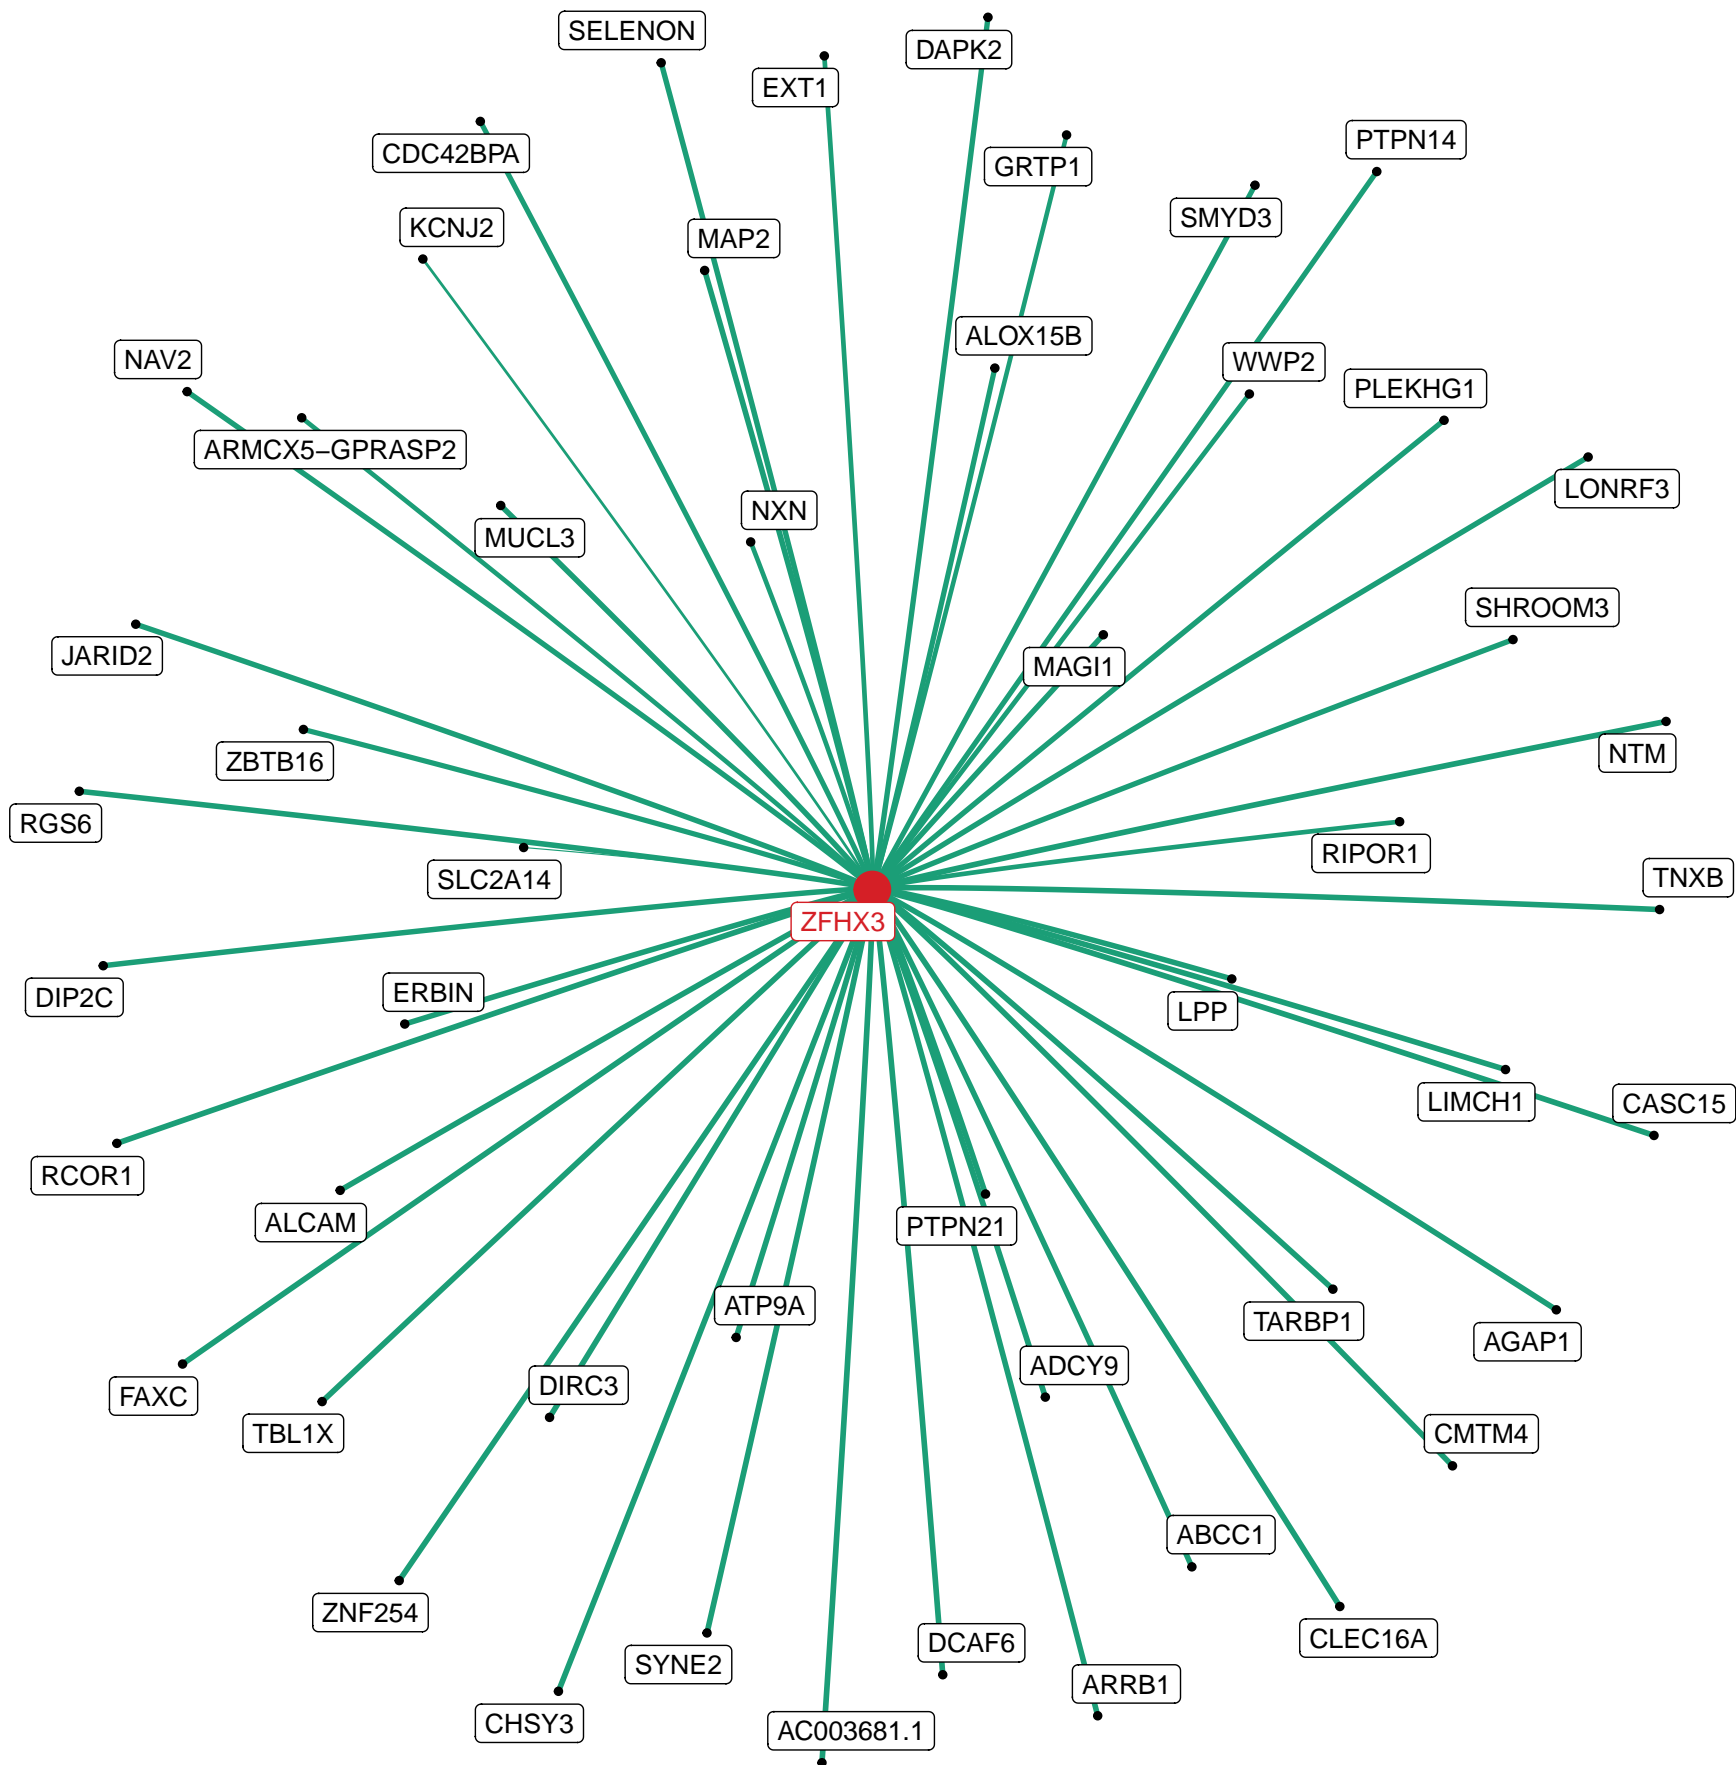 SELENON
DAPK2
EXT1
PTPN14
CDC42BPA
GRTP1
SMYD3
KCNJ2
MAP2
ALOX15B
NAV2
WWP2
PLEKHG1
ARMCX5–GPRASP2
LONRF3
NXN
MUCL3
SHROOM3
JARID2
MAGI1
NTM
ZBTB16
RGS6
RIPOR1
SLC2A14
TNXB
ZFHX3
ERBIN
DIP2C
LPP
LIMCH1
CASC15
RCOR1
ALCAM
PTPN21
ATP9A
TARBP1
AGAP1
ADCY9
DIRC3
FAXC
TBL1X
CMTM4
ABCC1
ZNF254
CLEC16A
DCAF6
SYNE2
ARRB1
CHSY3
AC003681.1